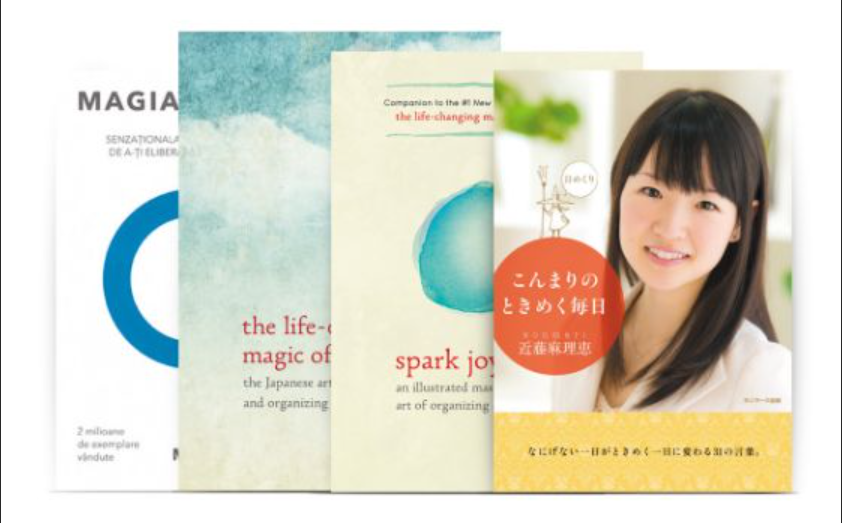 MAGIA
SENZAȚIONALA
DE A-ȚI ELIBER
2 milioane
de exemplare
vândute
M
the life-c
magic of
the Japanese art
and organizing
Companion to the #1 New
the life-changing ma
spark joy
an illustrated mas
art of organizing
日めくり
こんまりの
ときめく毎日
近藤麻理恵
なにげない一日がときめく一日に変わる31の言葉。